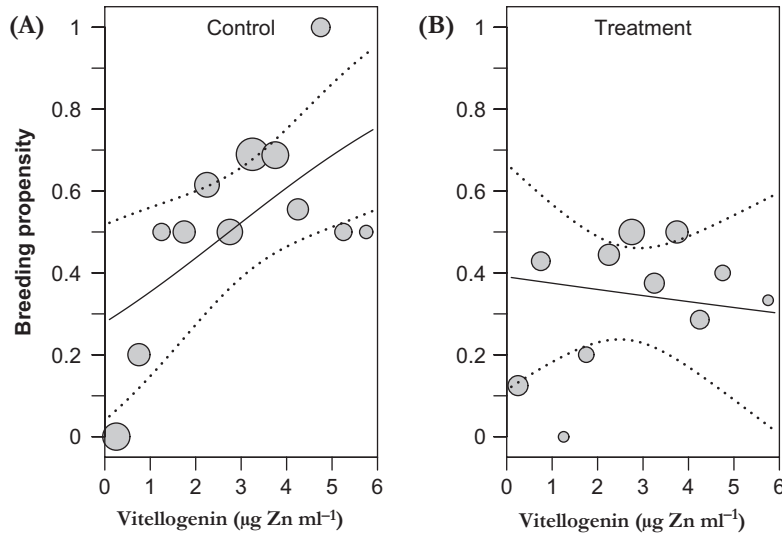 (A)
Control
Breeding propensity
1
0.8
0.6
0.4
0.2
0
0 1 2 3 4 5 6
Vitellogenin (µg Zn ml⁻¹)
(B)
Treatment
1
0.8
0.6
0.4
0.2
0
0 1 2 3 4 5 6
Vitellogenin (µg Zn ml⁻¹)